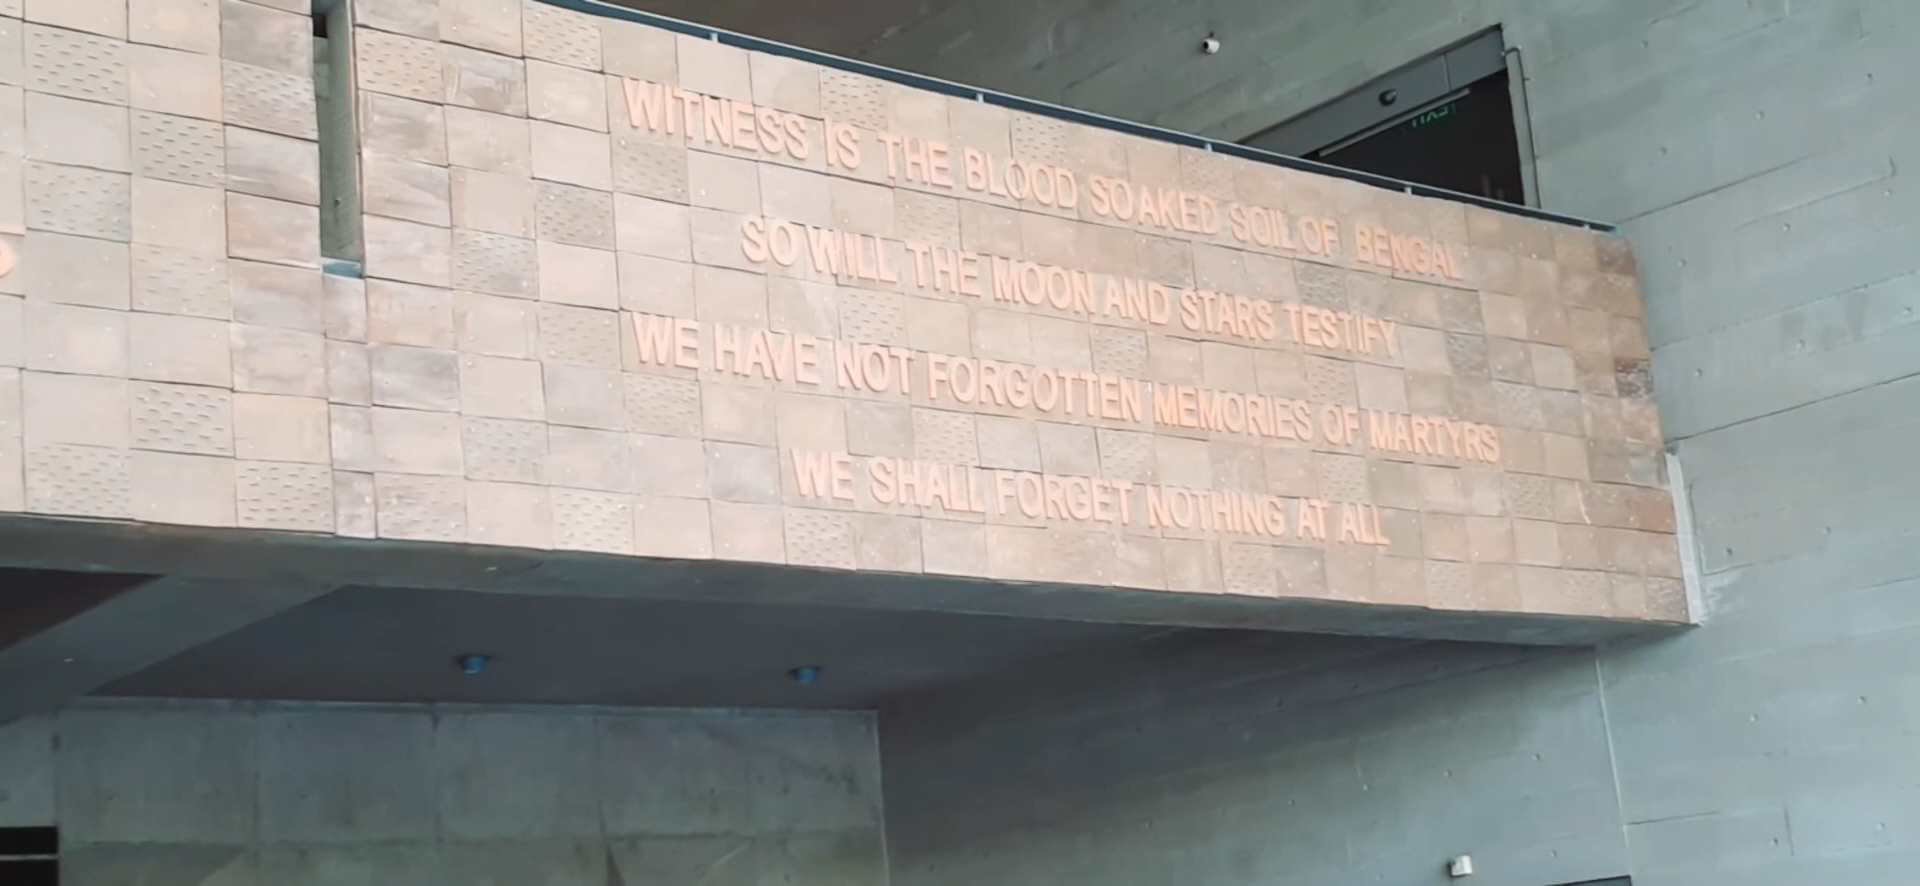 WITNESS IS THE BLOOD SOAKED SOIL OF BENGAL
SO WILL THE MOON AND STARS TESTIFY
WE HAVE NOT FORGOTTEN MEMORIES OF MARTYRS
WE SHALL FORGET NOTHING AT ALL